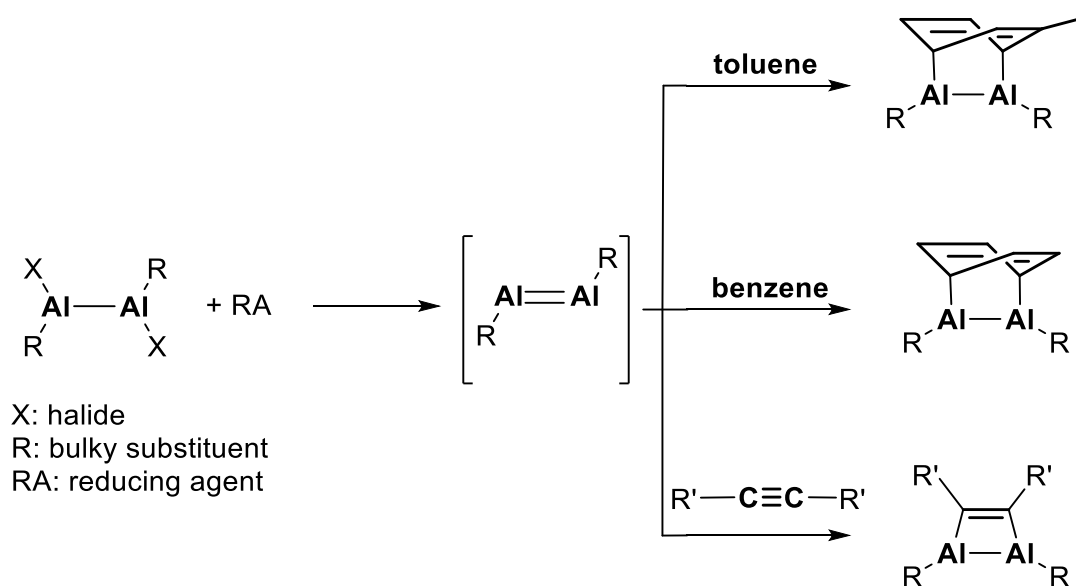 toluene
Al Al
R R
X R
Al Al
R X
+ RA
R
Al Al
R
benzene
Al Al
R R
X: halide
R: bulky substituent
RA: reducing agent
R' C≡C R'
R' R'
Al Al
R R